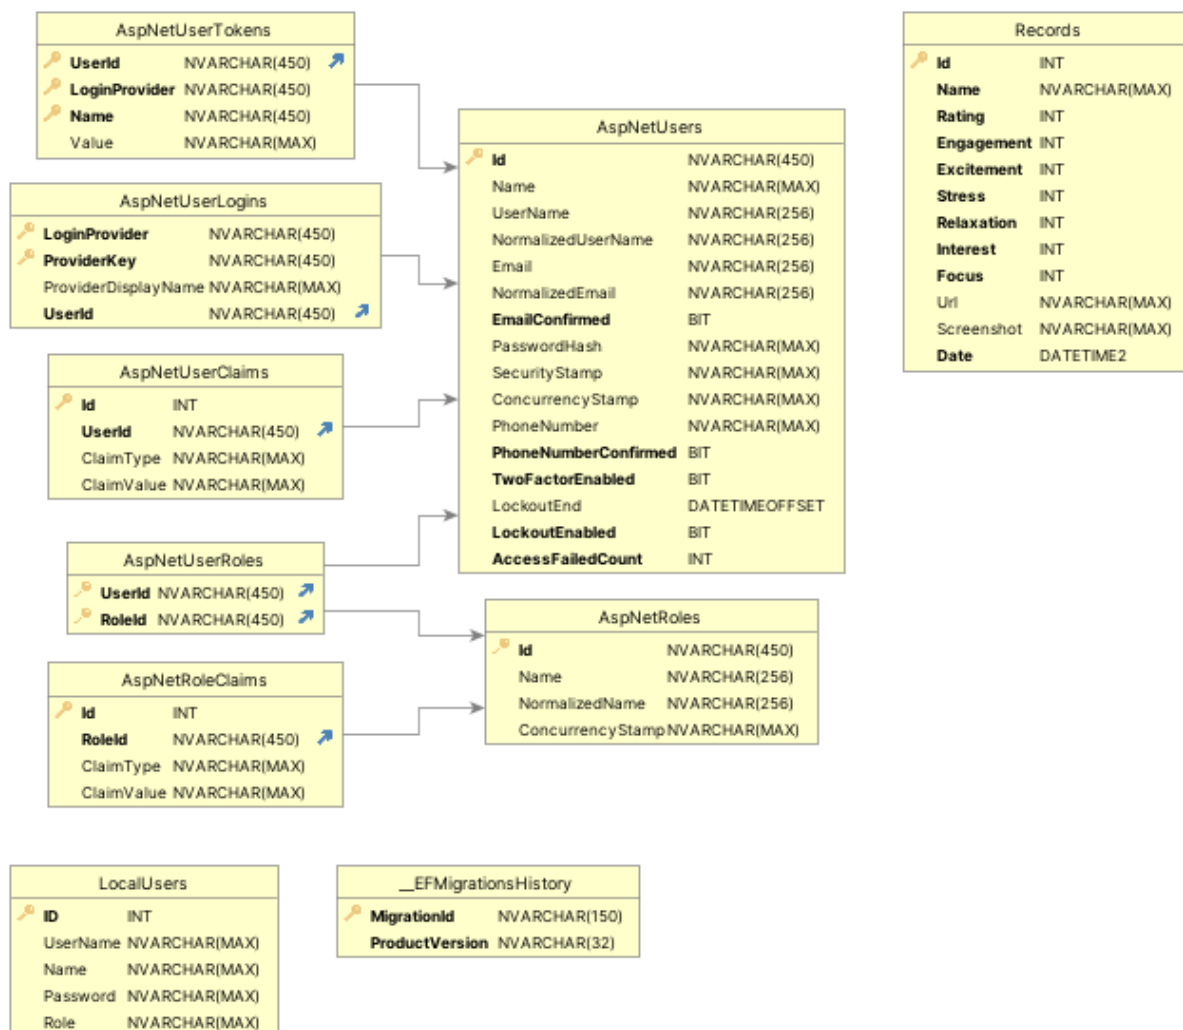 AspNetUserTokens
UserId NVARCHAR(450)
LoginProvider NVARCHAR(450)
Name NVARCHAR(450)
Value NVARCHAR(MAX)
AspNetUserLogins
LoginProvider NVARCHAR(450)
ProviderKey NVARCHAR(450)
ProviderDisplayName NVARCHAR(MAX)
UserId NVARCHAR(450)
AspNetUserClaims
Id INT
UserId NVARCHAR(450)
ClaimType NVARCHAR(MAX)
ClaimValue NVARCHAR(MAX)
AspNetUserRoles
UserId NVARCHAR(450)
RoleId NVARCHAR(450)
AspNetRoleClaims
Id INT
RoleId NVARCHAR(450)
ClaimType NVARCHAR(MAX)
ClaimValue NVARCHAR(MAX)
AspNetUsers
Id NVARCHAR(450)
Name NVARCHAR(MAX)
UserName NVARCHAR(256)
NormalizedUserName NVARCHAR(256)
Email NVARCHAR(256)
NormalizedEmail NVARCHAR(256)
EmailConfirmed BIT
PasswordHash NVARCHAR(MAX)
SecurityStamp NVARCHAR(MAX)
ConcurrencyStamp NVARCHAR(MAX)
PhoneNumber NVARCHAR(MAX)
PhoneNumberConfirmed BIT
TwoFactorEnabled BIT
LockoutEnd DATETIMEOFFSET
LockoutEnabled BIT
AccessFailedCount INT
AspNetRoles
Id NVARCHAR(450)
Name NVARCHAR(256)
NormalizedName NVARCHAR(256)
ConcurrencyStamp NVARCHAR(MAX)
Records
Id INT
Name NVARCHAR(MAX)
Rating INT
Engagement INT
Excitement INT
Stress INT
Relaxation INT
Interest INT
Focus INT
Url NVARCHAR(MAX)
Screenshot NVARCHAR(MAX)
Date DATETIME2
LocalUsers
ID INT
UserName NVARCHAR(MAX)
Name NVARCHAR(MAX)
Password NVARCHAR(MAX)
Role NVARCHAR(MAX)
__EFMigrationsHistory
MigrationId NVARCHAR(150)
ProductVersion NVARCHAR(32)